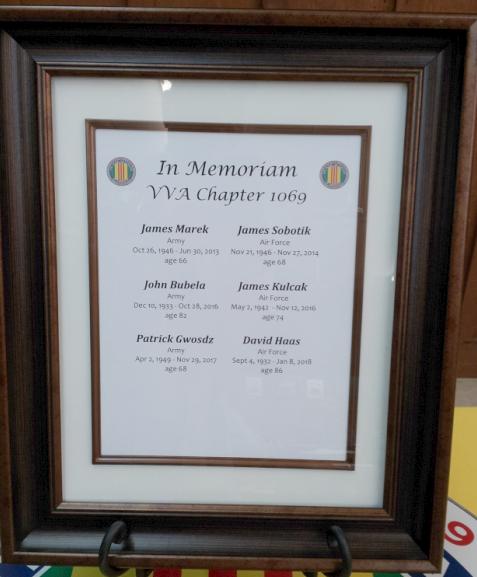 In Memoriam
VVA Chapter 1069
James Marek
Army
Oct 26, 1946 - Jun 30, 2013
age 66
James Sobotik
Air Force
Nov 21, 1946 - Nov 27, 2014
age 68
John Bubela
Army
Dec 10, 1933 - Oct 28, 2016
age 82
James Kulcak
Air Force
May 2, 1942 - Nov 12, 2016
age 74
Patrick Gwosdz
Army
Apr 2, 1949 - Nov 29, 2017
age 68
David Haas
Air Force
Sept 4, 1932 - Jan 8, 2018
age 86
9